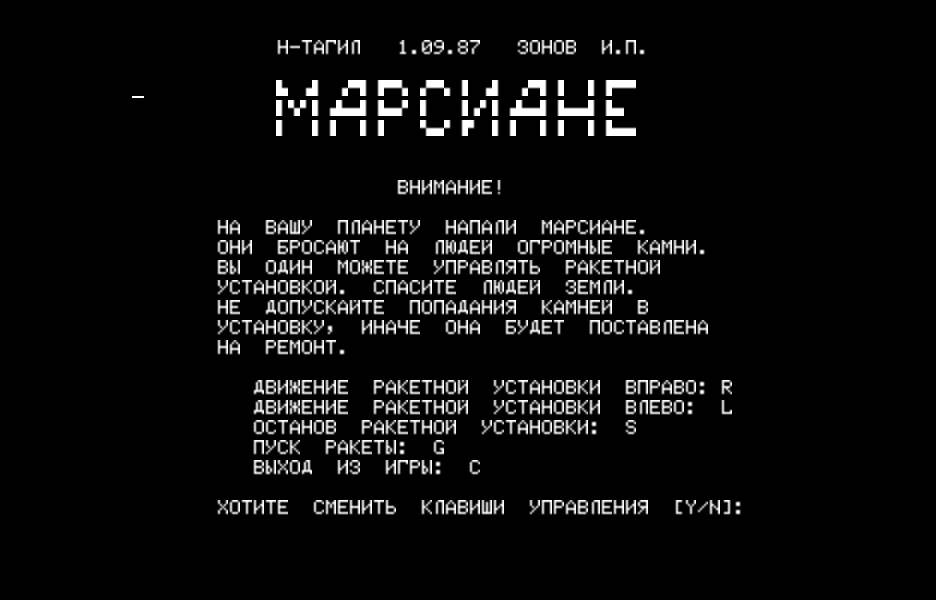 Н-ТАГИЛ 1.09.87 ЗОНОВ И.П.
МАРСИАНЕ
ВНИМАНИЕ!
НА ВАШУ ПЛАНЕТУ НАПАЛИ МАРСИАНЕ.
ОНИ БРОСАЮТ НА ЛЮДЕЙ ОГРОМНЫЕ КАМНИ.
ВЫ ОДИН МОЖЕТЕ УПРАВЛЯТЬ РАКЕТНОЙ
УСТАНОВКОЙ. СПАСИТЕ ЛЮДЕЙ ЗЕМЛИ.
НЕ ДОПУСКАЙТЕ ПОПАДАНИЯ КАМНЕЙ В
УСТАНОВКУ, ИНАЧЕ ОНА БУДЕТ ПОСТАВЛЕНА
НА РЕМОНТ.
ДВИЖЕНИЕ РАКЕТНОЙ УСТАНОВКИ ВПРАВО: R
ДВИЖЕНИЕ РАКЕТНОЙ УСТАНОВКИ ВЛЕВО: L
ОСТАНОВ РАКЕТНОЙ УСТАНОВКИ: S
ПУСК РАКЕТЫ: G
ВЫХОД ИЗ ИГРЫ: C
ХОТИТЕ СМЕНИТЬ КЛАВИШИ УПРАВЛЕНИЯ [Y/N]: